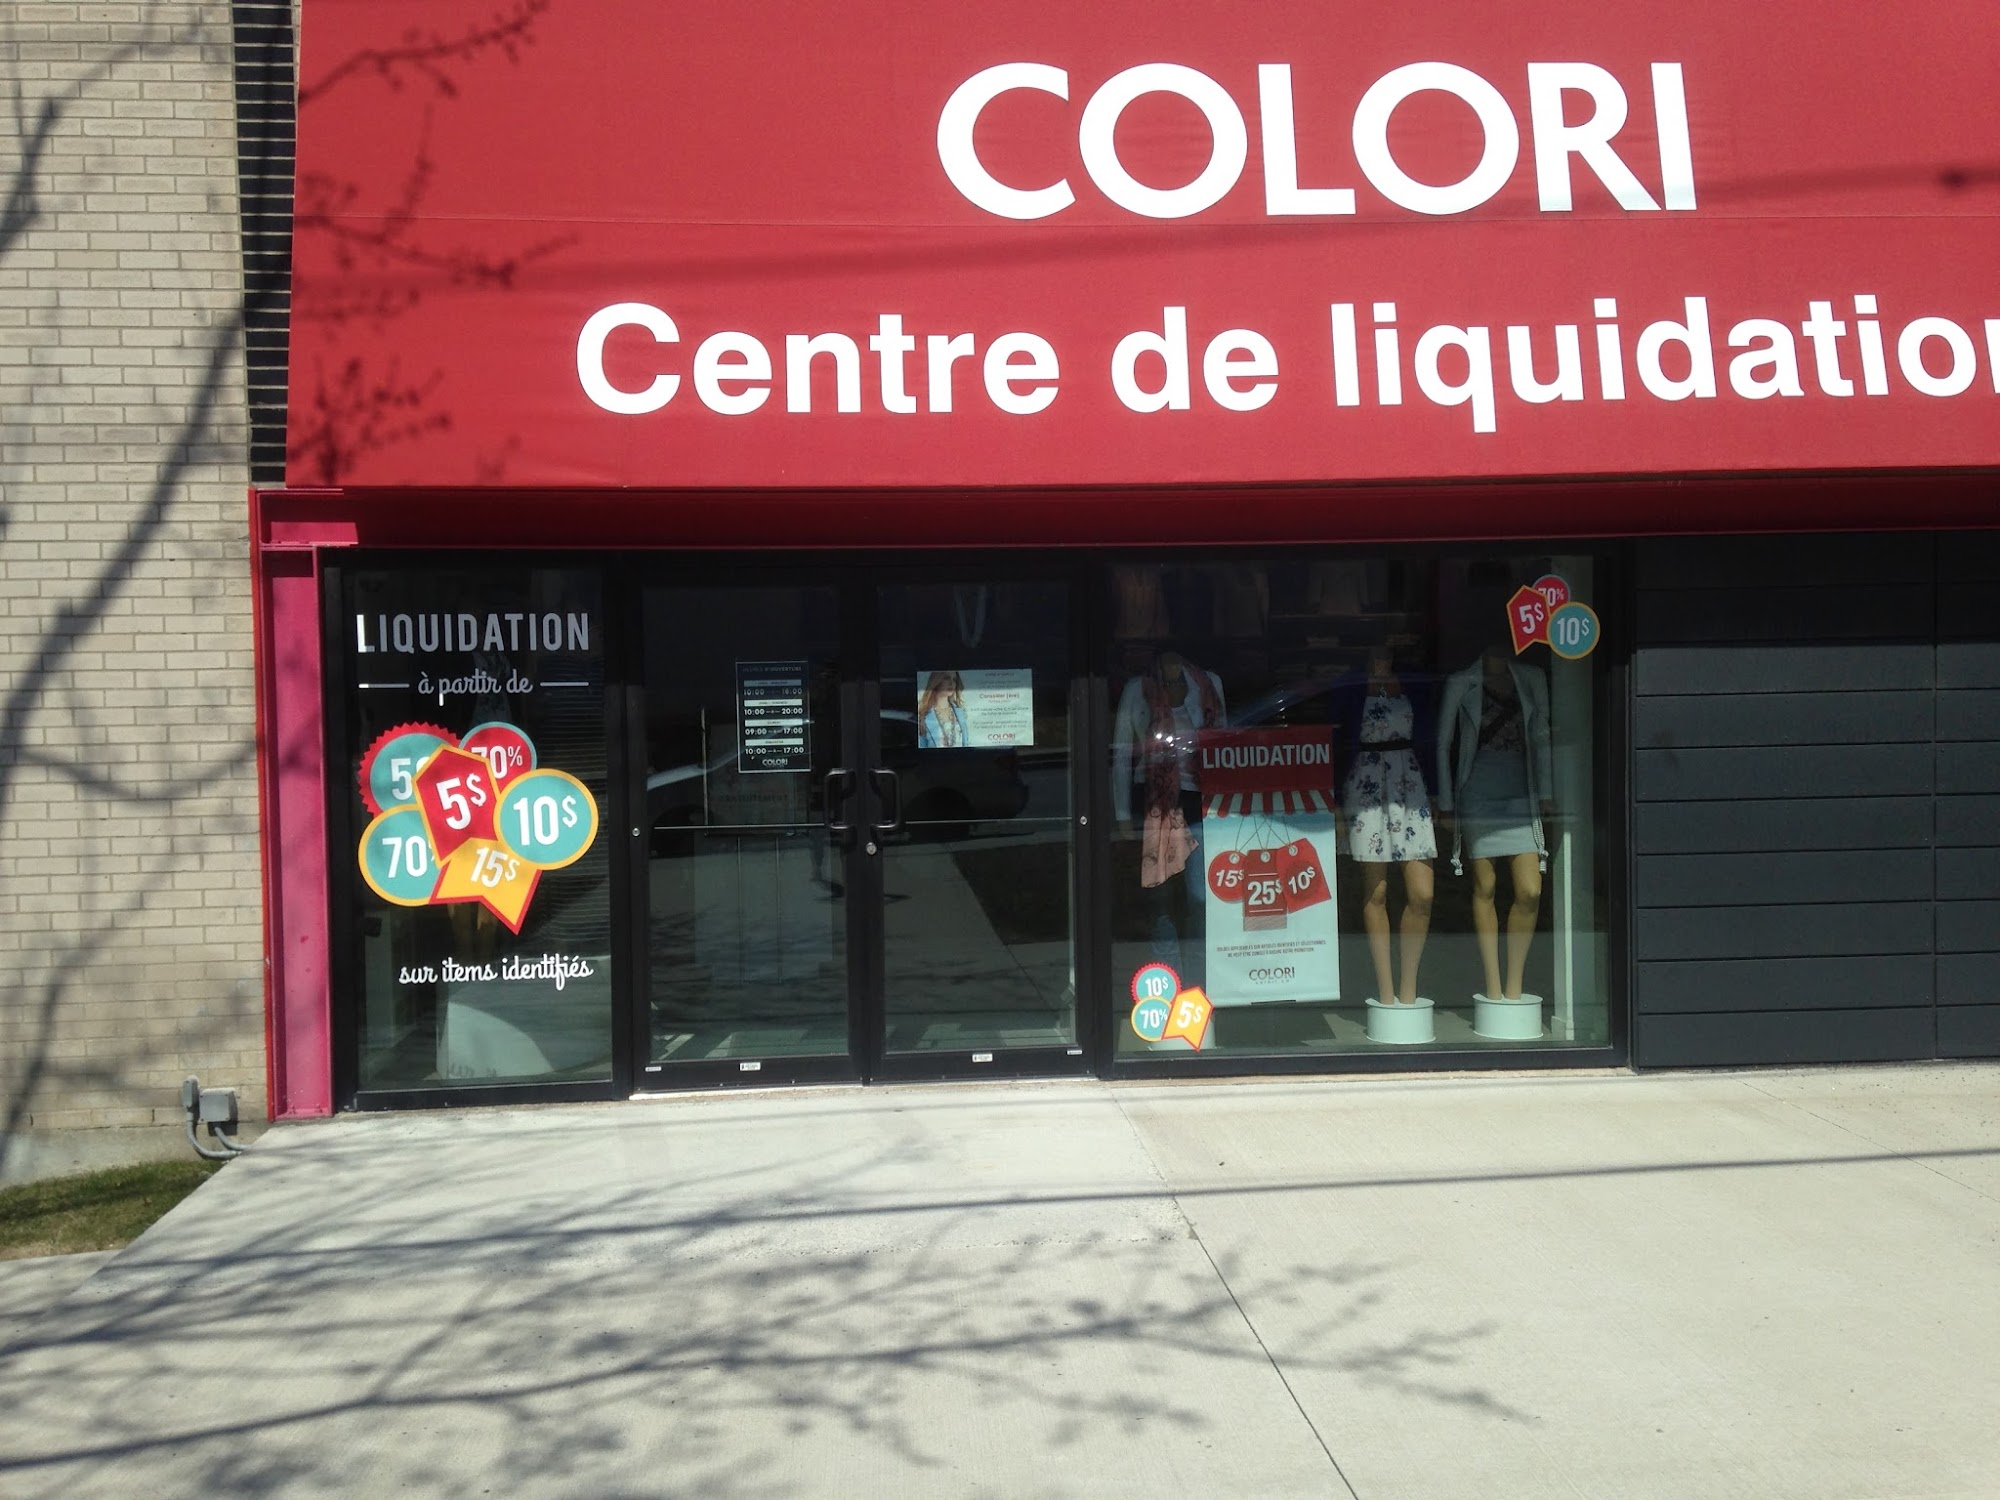 COLORI
Centre de liquidation
LIQUIDATION
à partir de
70%
5$
10$
70%
15$
sur items identifiés
10:00 18:00
10:00 20:00
09:00 17:00
10:00 17:00
COLORI
COLORI
LIQUIDATION
15$
25$
10$
COLORI
10$
70%
5$
70%
5$
10$